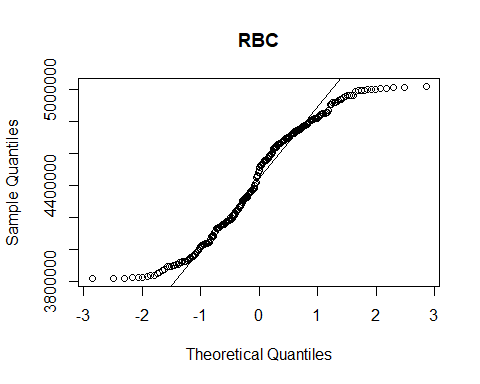 RBC
Sample Quantiles
5000000
4400000
3800000
-3 -2 -1 0 1 2 3
Theoretical Quantiles